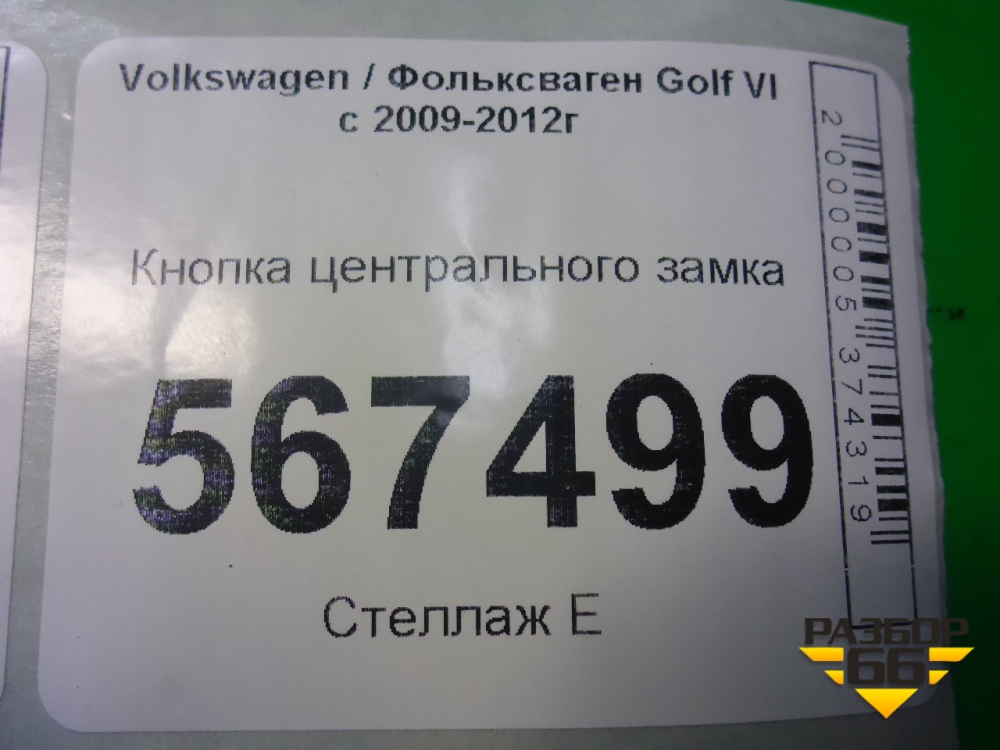 Volkswagen / Фольксваген Golf VI
с 2009-2012г
Кнопка центрального замка
567499
Стеллаж Е
2000005374319
РАЗБОР
66